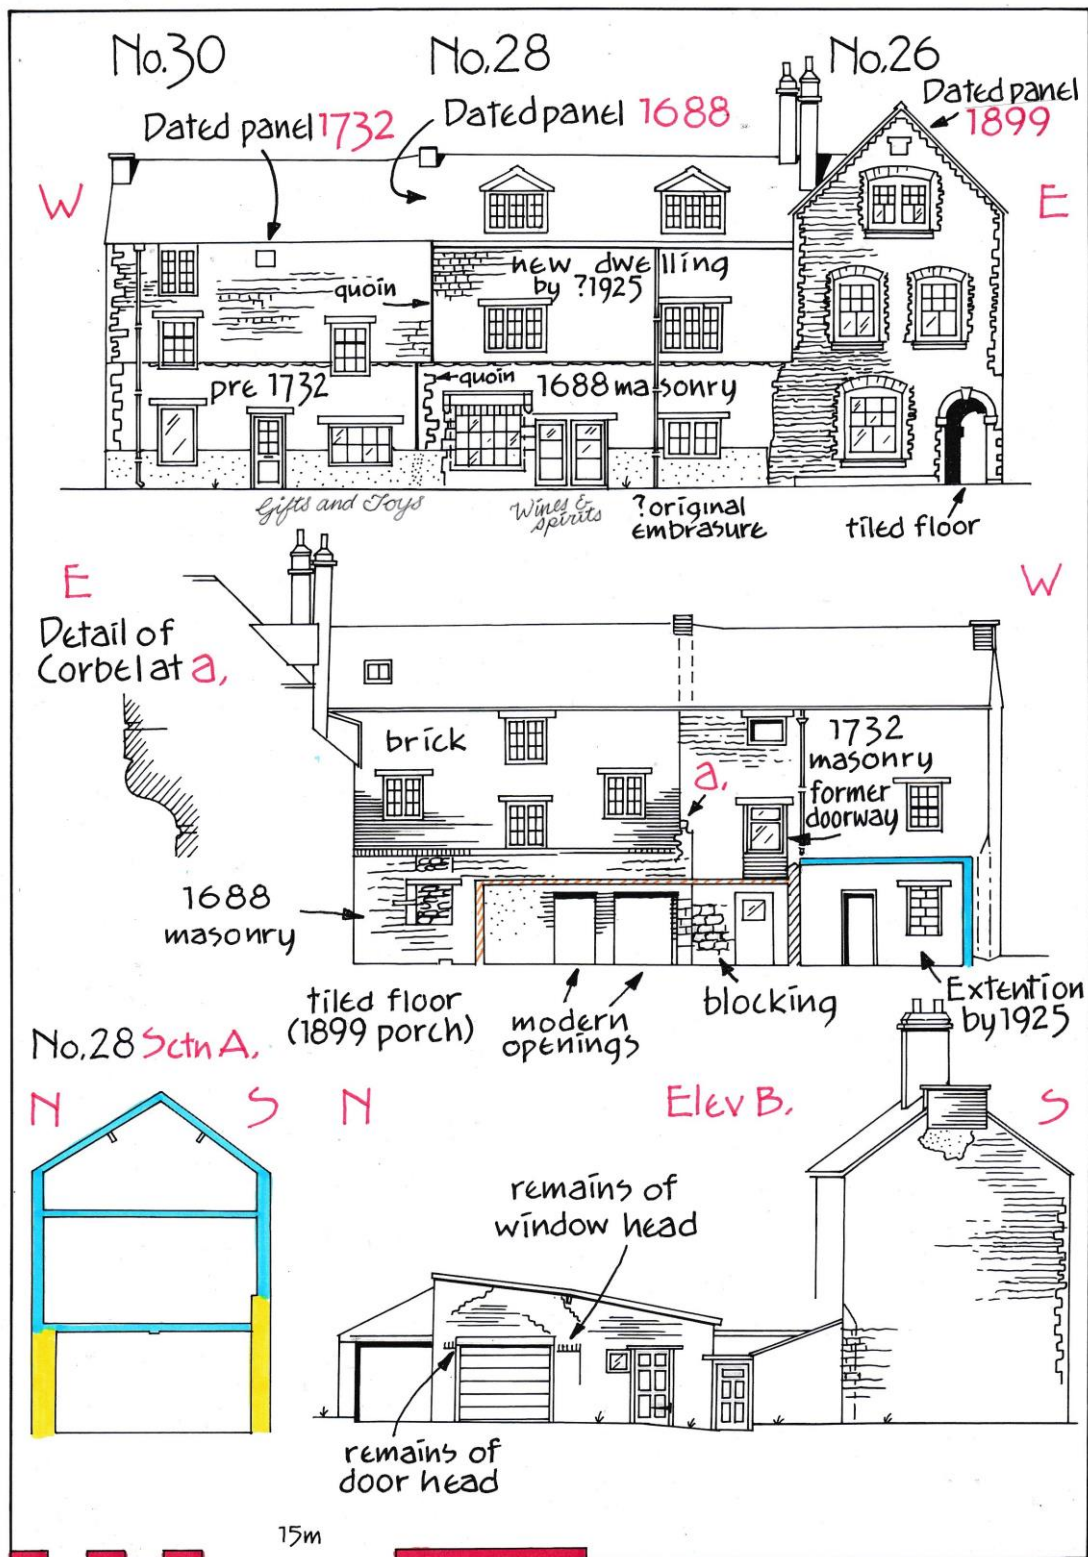 No.30
No.28
No.26
Dated panel 1732
Dated panel 1688
Dated panel
1899
W
E
new dwelling
by ?1925
quoin
pre 1732
quoin
1688 masonry
Gifts and Toys
Wines &
spirits
?original
embrasure
tiled floor
E
W
Detail of
Corbel at a,
brick
a,
1732
masonry
former
doorway
1688
masonry
tiled floor
(1899 porch)
modern
openings
blocking
Extention
by 1925
No.28 Sctn A.
N
S
N
Elev B.
S
remains of
window head
remains of
door head
15m